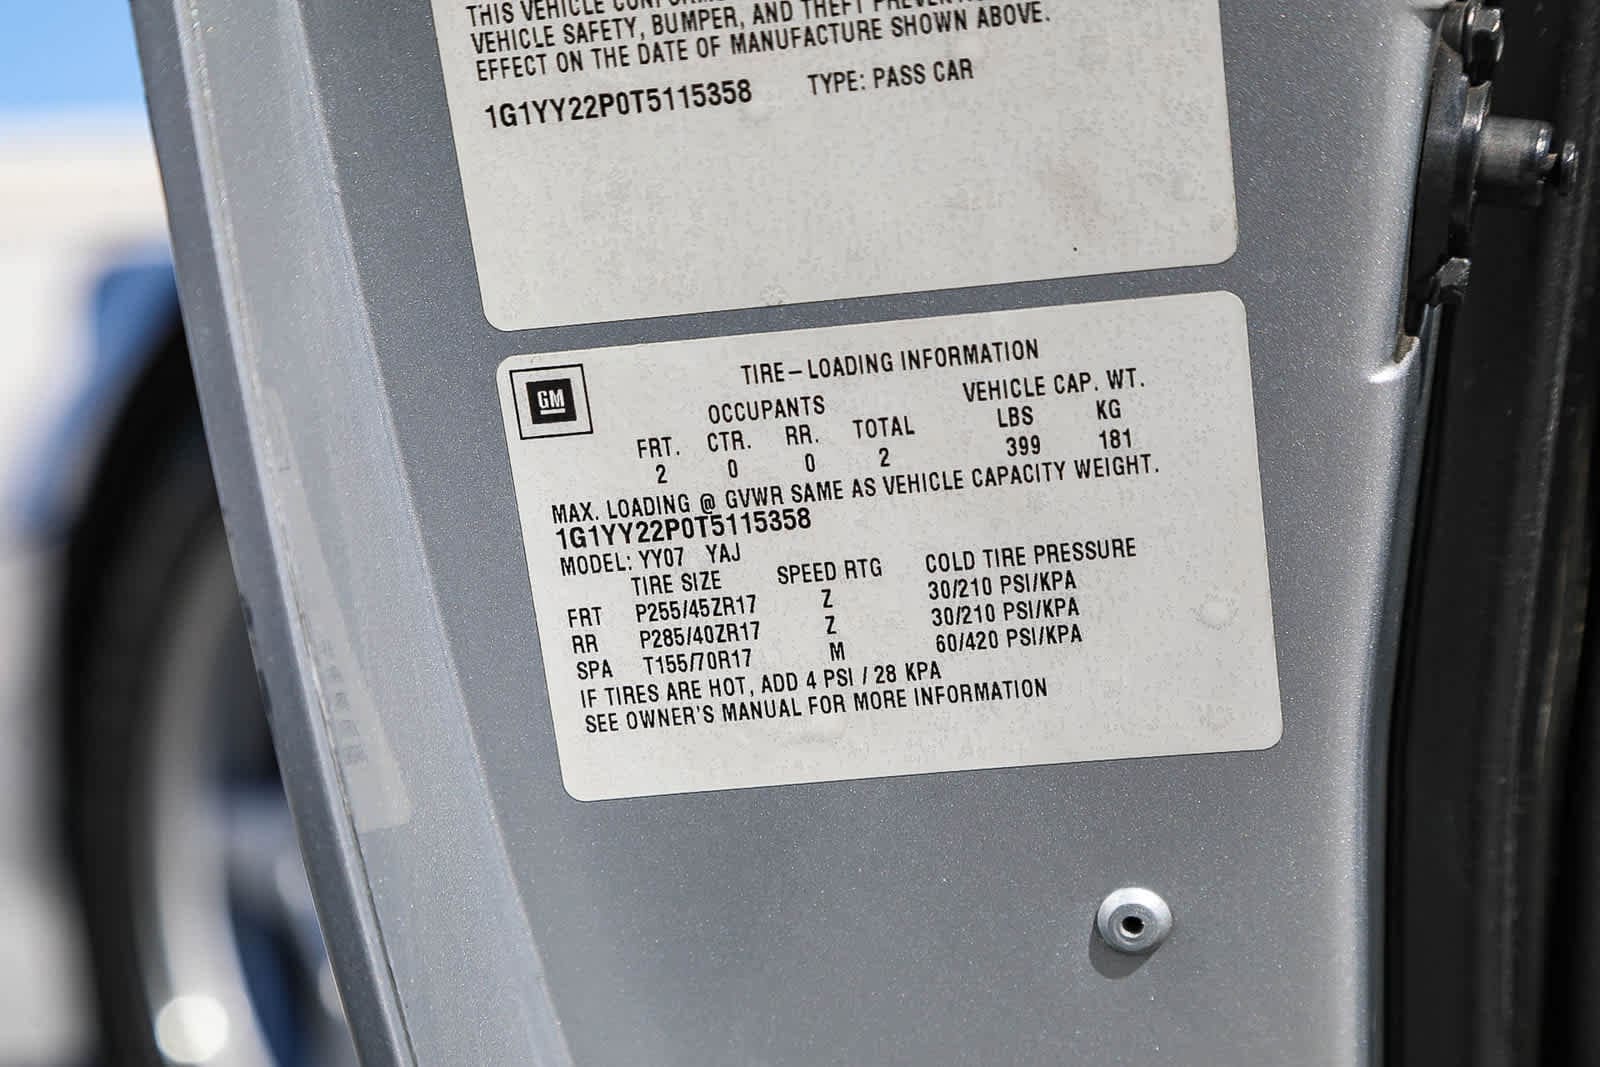 THIS VEHICLE
VEHICLE SAFETY, BUMPER, AND THEFT
EFFECT ON THE DATE OF MANUFACTURE SHOWN ABOVE.
1G1YY22P0T5115358 TYPE: PASS CAR
GM
TIRE–LOADING INFORMATION
OCCUPANTS VEHICLE CAP. WT.
FRT. CTR. RR. TOTAL LBS KG
2 0 0 2 399 181
MAX. LOADING @ GVWR SAME AS VEHICLE CAPACITY WEIGHT.
1G1YY22P0T5115358
MODEL: YY07 YAJ
TIRE SIZE SPEED RTG COLD TIRE PRESSURE
FRT P255/45ZR17 Z 30/210 PSI/KPA
RR P285/40ZR17 Z 30/210 PSI/KPA
SPA T155/70R17 M 60/420 PSI/KPA
IF TIRES ARE HOT, ADD 4 PSI / 28 KPA
SEE OWNER'S MANUAL FOR MORE INFORMATION